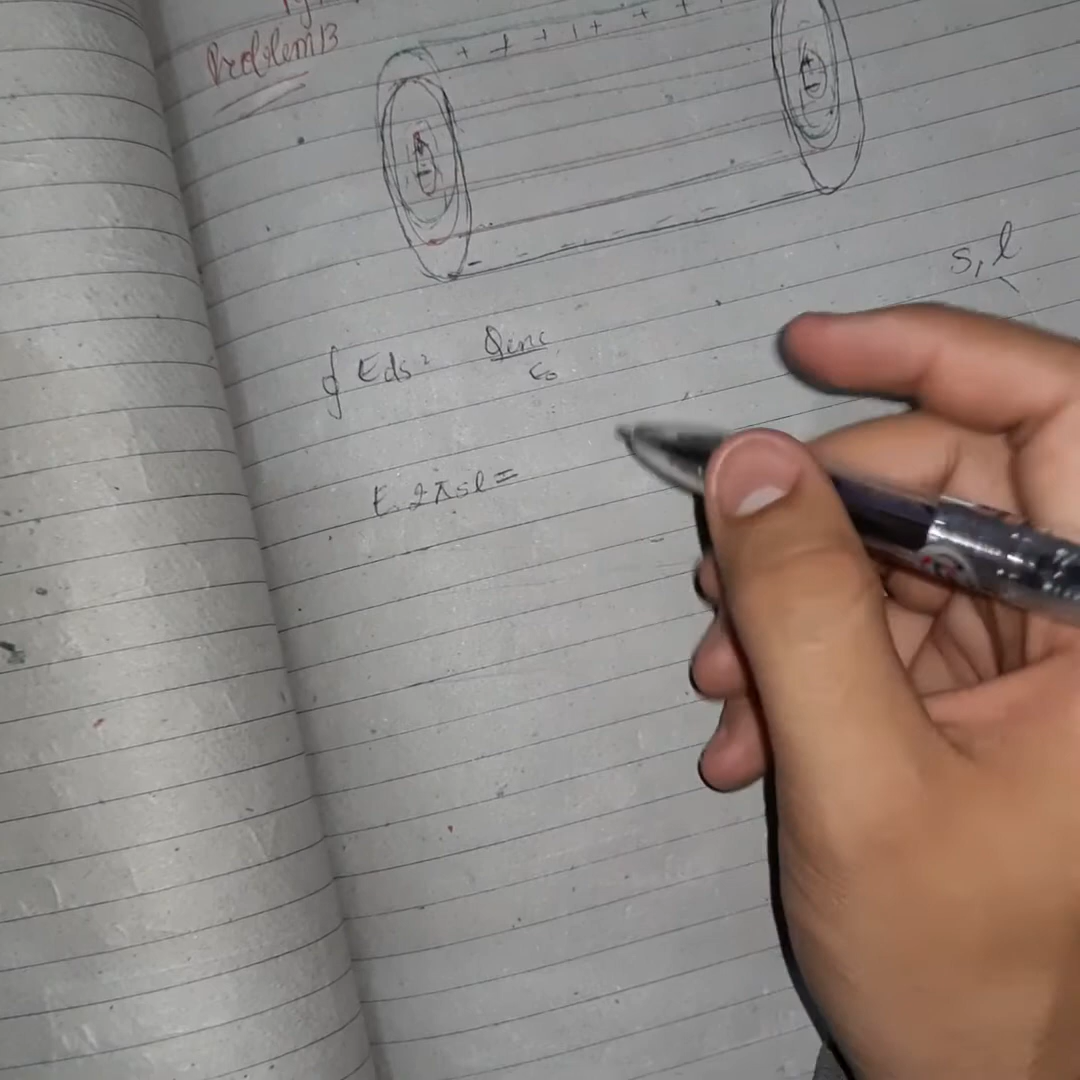 Problem 13
+ + + + + + +
- - - - -
s, l
∮ E ds = Qenc/ε₀
E. 2πsl =